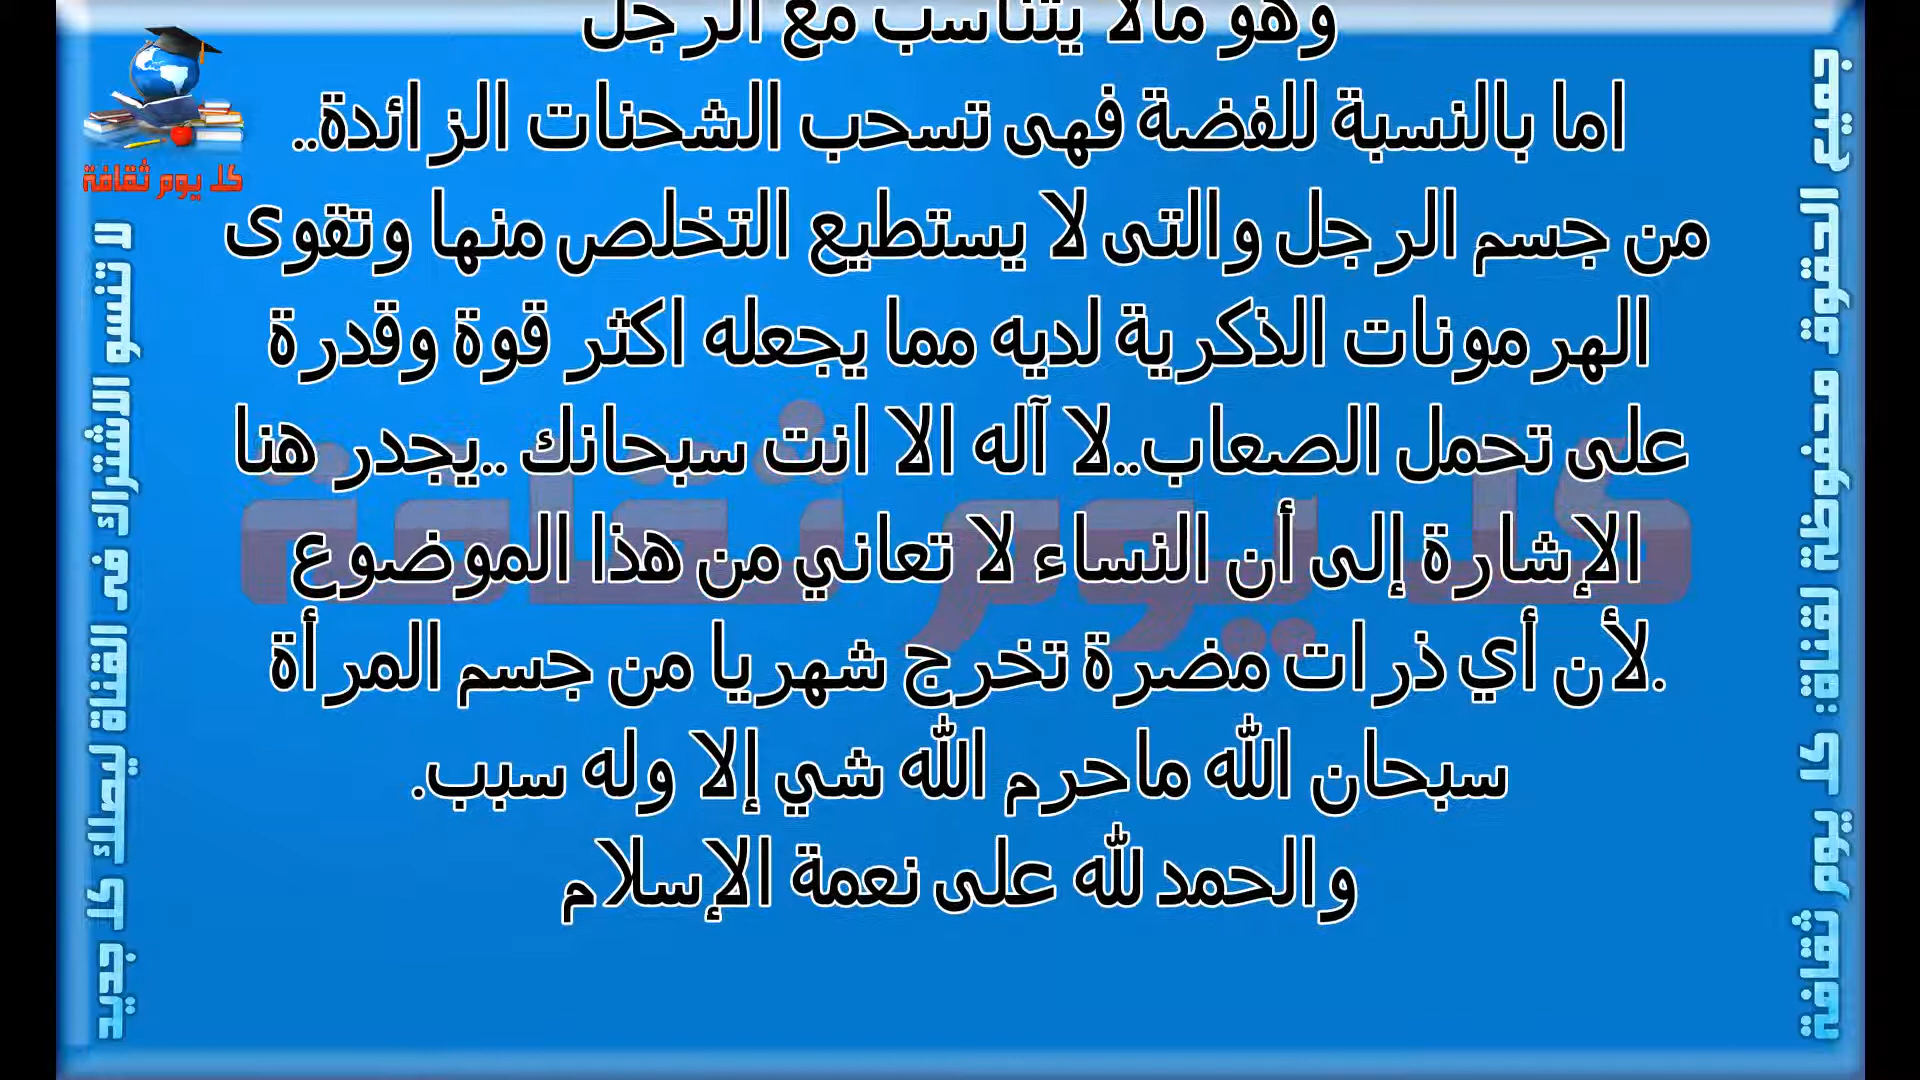 وهو مالا يتناسب مع الرجل
اما بالنسبة للفضة فهى تسحب الشحنات الزائدة..
من جسم الرجل والتى لا يستطيع التخلص منها وتقوى
الهرمونات الذكرية لديه مما يجعله اكثر قوة وقدرة
على تحمل الصعاب..لا آله الا انت سبحانك ..يجدر هنا
الإشارة إلى أن النساء لا تعاني من هذا الموضوع
.لأن أي ذرات مضرة تخرج شهريا من جسم المرأة
سبحان الله ماحرم الله شي إلا وله سبب.
والحمد لله على نعمة الإسلام
كل يوم ثقافة
كل يوم ثقافة
جميع الحقوق محفوظة لقناة: كل يوم ثقافة
لا تنسو الاشتراك فى القناة ليصلك كل جديد